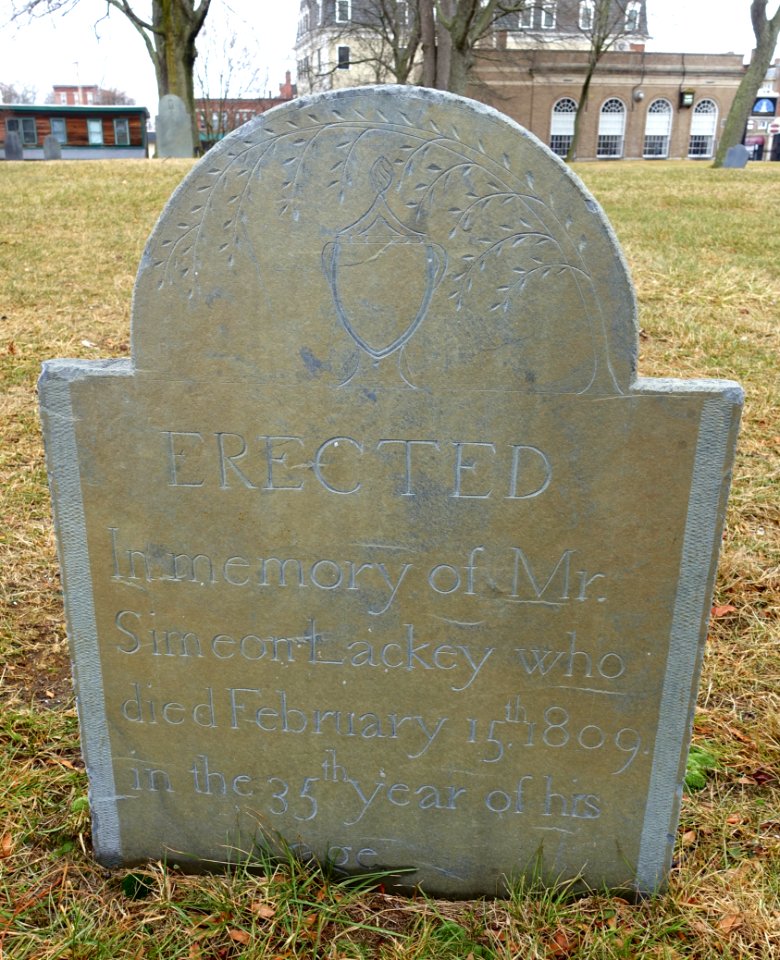 ERECTED
In memory of Mr.
Simeon Lackey who
died February 15th. 1809.
in the 35th year of his
age